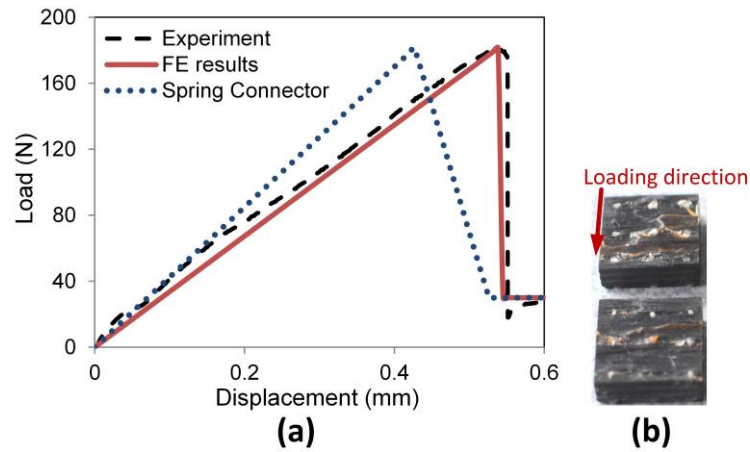 200
160
120
80
40
0
Load (N)
Experiment
FE results
Spring Connector
0
0.2
0.4
0.6
Displacement (mm)
(a)
Loading direction
(b)